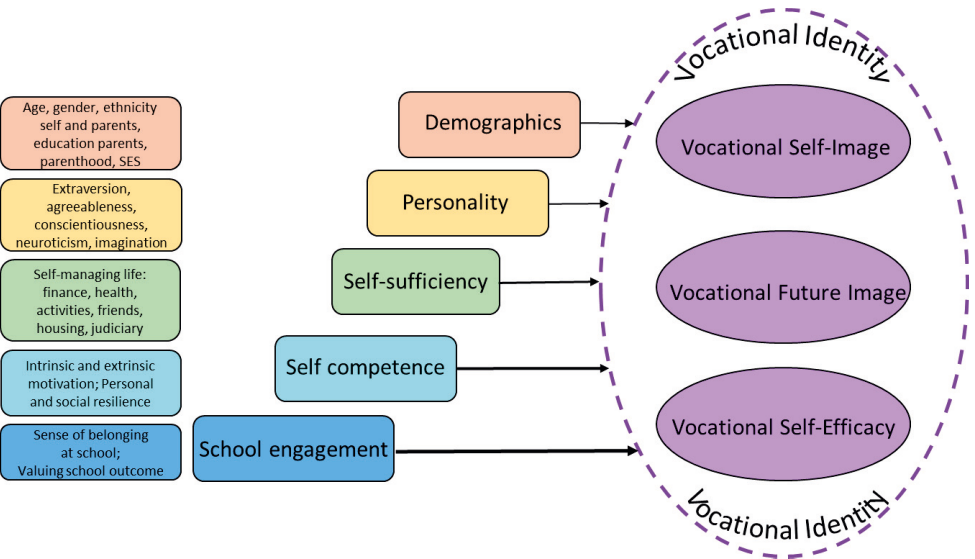 Vocational Identity
Age, gender, ethnicity
self and parents,
education parents,
parenthood, SES
Demographics
Vocational Self-Image
Extraversion,
agreeableness,
conscientiousness,
neuroticism, imagination
Personality
Self-managing life:
finance, health,
activities, friends,
housing, judiciary
Self-sufficiency
Vocational Future Image
Intrinsic and extrinsic
motivation; Personal
and social resilience
Self competence
Sense of belonging
at school;
Valuing school outcome
School engagement
Vocational Self-Efficacy
Vocational Identity